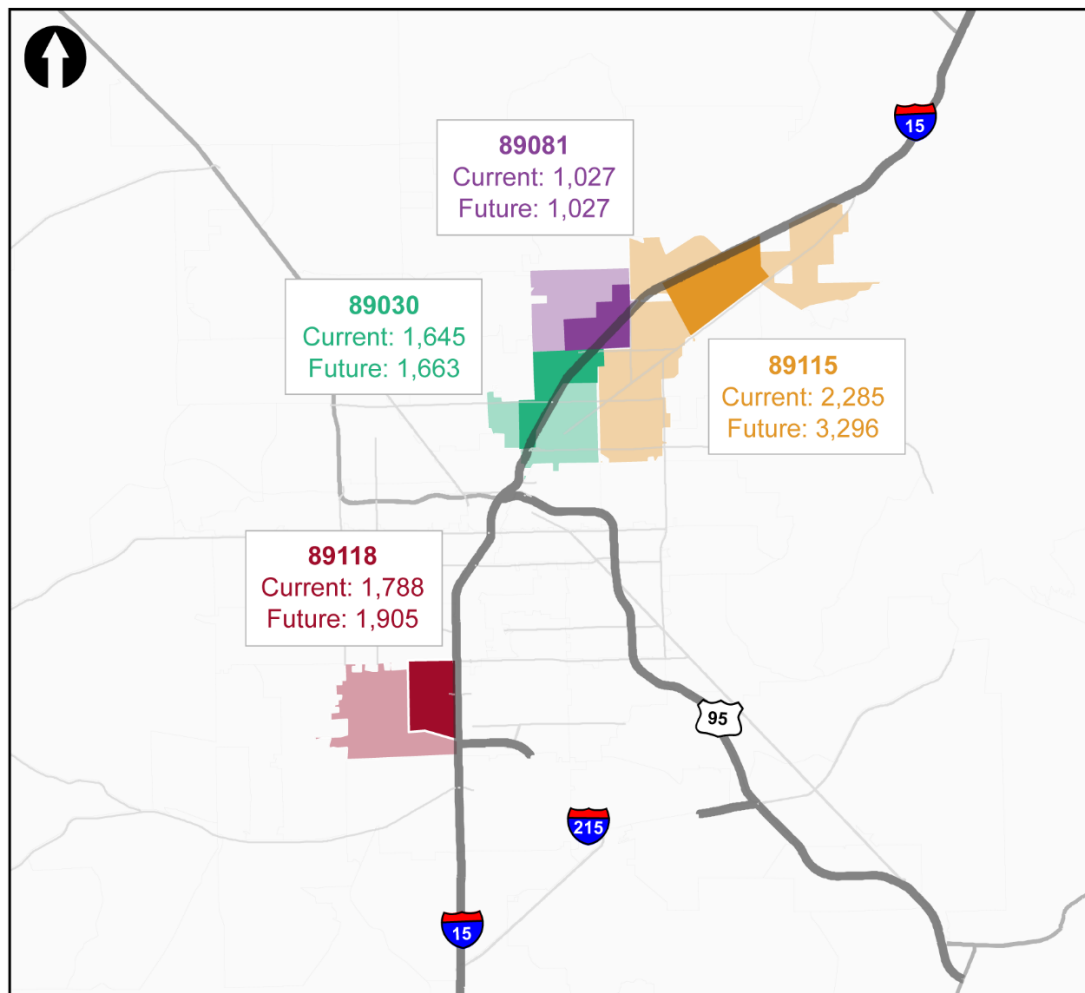 15
89081
Current: 1,027
Future: 1,027
89030
Current: 1,645
Future: 1,663
89115
Current: 2,285
Future: 3,296
89118
Current: 1,788
Future: 1,905
95
215
15